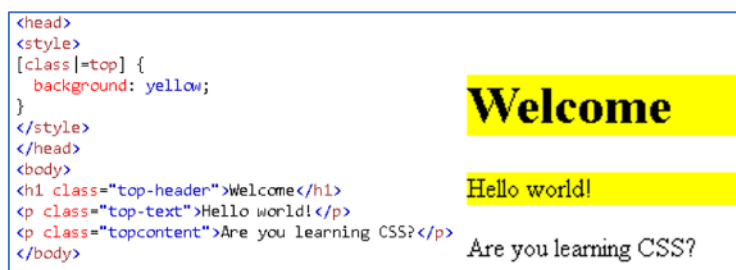 <head>
<style>
[class|=top] {
  background: yellow;
}
</style>
</head>
<body>
<h1 class="top-header">Welcome</h1>
<p class="top-text">Hello world!</p>
<p class="topcontent">Are you learning CSS?</p>
</body>
Welcome
Hello world!
Are you learning CSS?